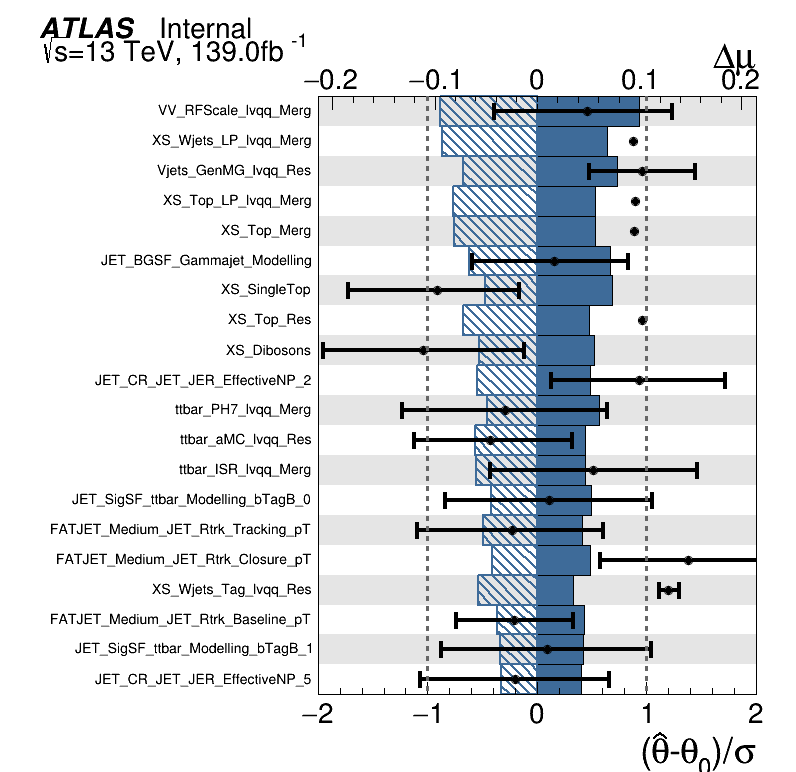 ATLAS Internal
√s=13 TeV, 139.0fb -1
Δμ
−0.2 −0.1 0 0.1 0.2
VV_RFScale_lvqq_Merg
XS_Wjets_LP_lvqq_Merg
Vjets_GenMG_lvqq_Res
XS_Top_LP_lvqq_Merg
XS_Top_Merg
JET_BGSF_Gammajet_Modelling
XS_SingleTop
XS_Top_Res
XS_Dibosons
JET_CR_JET_JER_EffectiveNP_2
ttbar_PH7_lvqq_Merg
ttbar_aMC_lvqq_Res
ttbar_ISR_lvqq_Merg
JET_SigSF_ttbar_Modelling_bTagB_0
FATJET_Medium_JET_Rtrk_Tracking_pT
FATJET_Medium_JET_Rtrk_Closure_pT
XS_Wjets_Tag_lvqq_Res
FATJET_Medium_JET_Rtrk_Baseline_pT
JET_SigSF_ttbar_Modelling_bTagB_1
JET_CR_JET_JER_EffectiveNP_5
−2 −1 0 1 2
(θ̂-θ₀)/σ